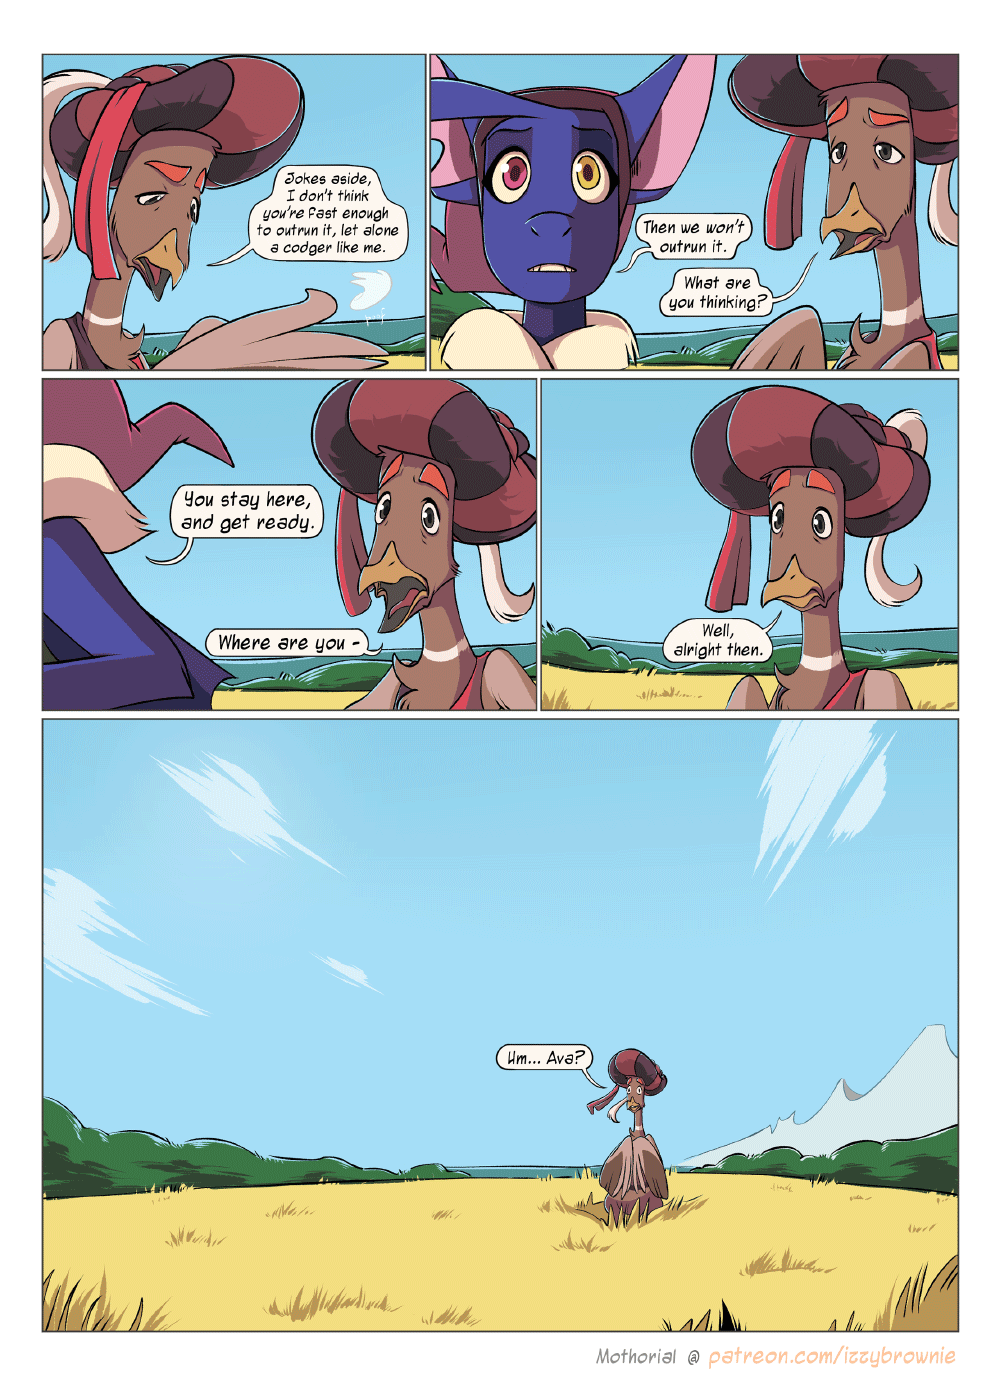 Jokes aside,
I don't think
you're fast enough
to outrun it, let alone
a codger like me.
poof
Then we won't
outrun it.
What are
you thinking?
You stay here,
and get ready.
Where are you -
Well,
alright then.
Um... Ava?
Mothorial @ patreon.com/izzybrownie